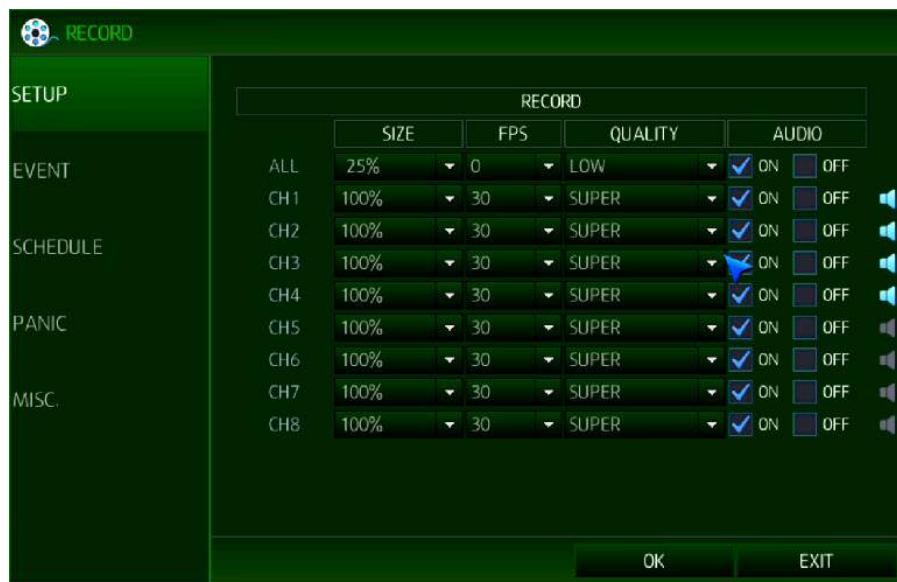 RECORD
SETUP
EVENT
SCHEDULE
PANIC
MISC.
RECORD
SIZE FPS QUALITY AUDIO
ALL 25% 0 LOW ON OFF
CH1 100% 30 SUPER ON OFF
CH2 100% 30 SUPER ON OFF
CH3 100% 30 SUPER ON OFF
CH4 100% 30 SUPER ON OFF
CH5 100% 30 SUPER ON OFF
CH6 100% 30 SUPER ON OFF
CH7 100% 30 SUPER ON OFF
CH8 100% 30 SUPER ON OFF
OK EXIT